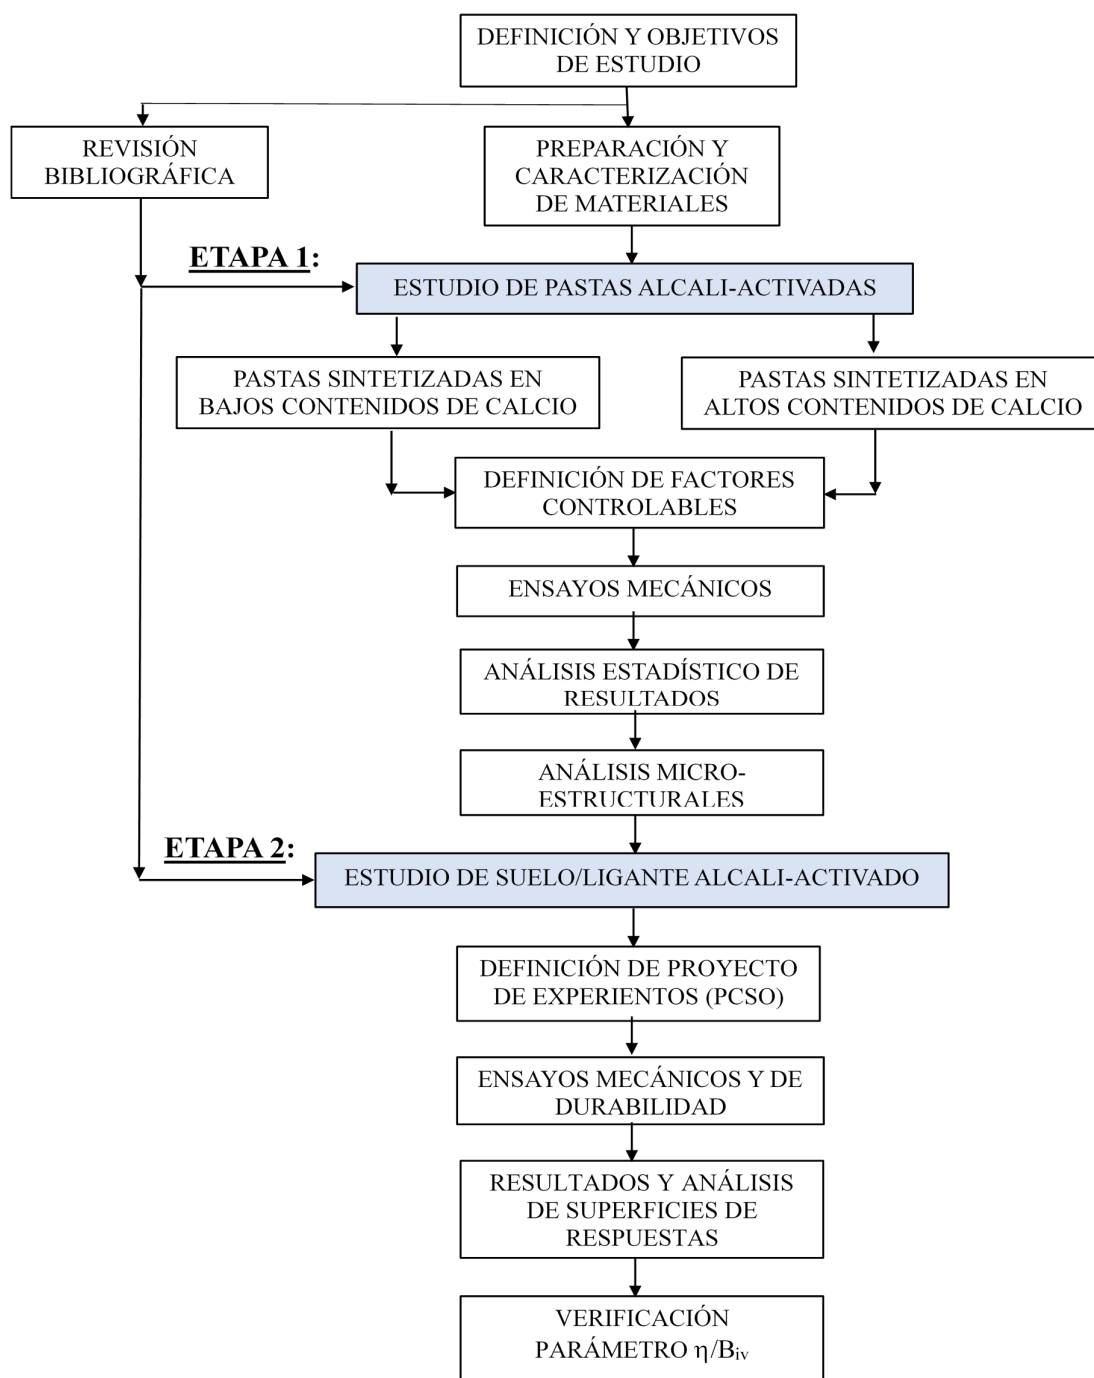 DEFINICIÓN Y OBJETIVOS
DE ESTUDIO
REVISIÓN
BIBLIOGRÁFICA
PREPARACIÓN Y
CARACTERIZACIÓN
DE MATERIALES
ETAPA 1:
ESTUDIO DE PASTAS ALCALI-ACTIVADAS
PASTAS SINTETIZADAS EN
BAJOS CONTENIDOS DE CALCIO
PASTAS SINTETIZADAS EN
ALTOS CONTENIDOS DE CALCIO
DEFINICIÓN DE FACTORES
CONTROLABLES
ENSAYOS MECÁNICOS
ANÁLISIS ESTADÍSTICO DE
RESULTADOS
ANÁLISIS MICRO-
ESTRUCTURALES
ETAPA 2:
ESTUDIO DE SUELO/LIGANTE ALCALI-ACTIVADO
DEFINICIÓN DE PROYECTO
DE EXPERIENTOS (PCSO)
ENSAYOS MECÁNICOS Y DE
DURABILIDAD
RESULTADOS Y ANÁLISIS
DE SUPERFICIES DE
RESPUESTAS
VERIFICACIÓN
PARÁMETRO η/Biv